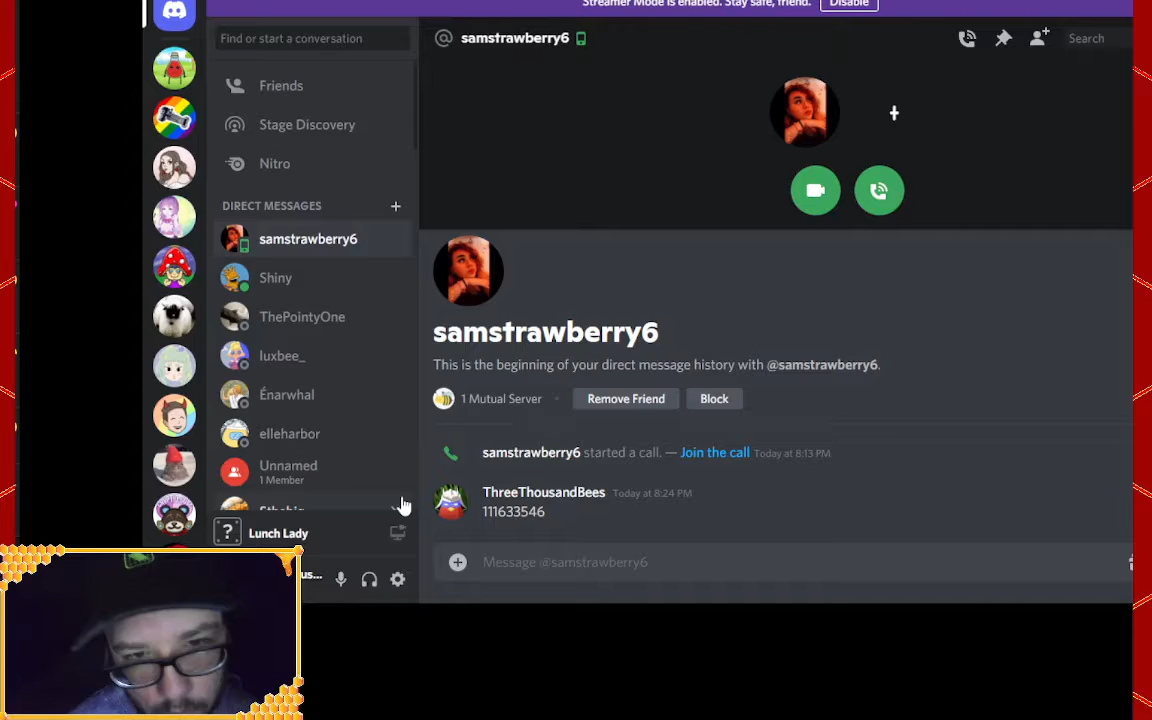 Streamer Mode is enabled. Stay safe, friend.
Disable
Find or start a conversation
@ samstrawberry6
Search
Friends
Stage Discovery
Nitro
DIRECT MESSAGES +
samstrawberry6
Shiny
ThePointyOne
luxbee_
Énarwhal
elleharbor
Unnamed
1 Member
? Lunch Lady
us...
samstrawberry6
This is the beginning of your direct message history with @samstrawberry6.
1 Mutual Server
Remove Friend
Block
samstrawberry6 started a call. — Join the call Today at 8:13 PM
ThreeThousandBees Today at 8:24 PM
111633546
Message @samstrawberry6